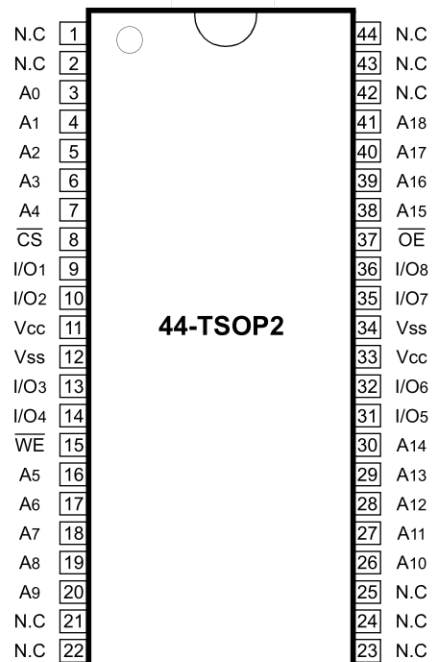 N.C 1 44 N.C
N.C 2 43 N.C
A0 3 42 N.C
A1 4 41 A18
A2 5 40 A17
A3 6 39 A16
A4 7 38 A15
CS 8 37 OE
I/O1 9 36 I/O8
I/O2 10 35 I/O7
Vcc 11 44-TSOP2 34 Vss
Vss 12 33 Vcc
I/O3 13 32 I/O6
I/O4 14 31 I/O5
WE 15 30 A14
A5 16 29 A13
A6 17 28 A12
A7 18 27 A11
A8 19 26 A10
A9 20 25 N.C
N.C 21 24 N.C
N.C 22 23 N.C